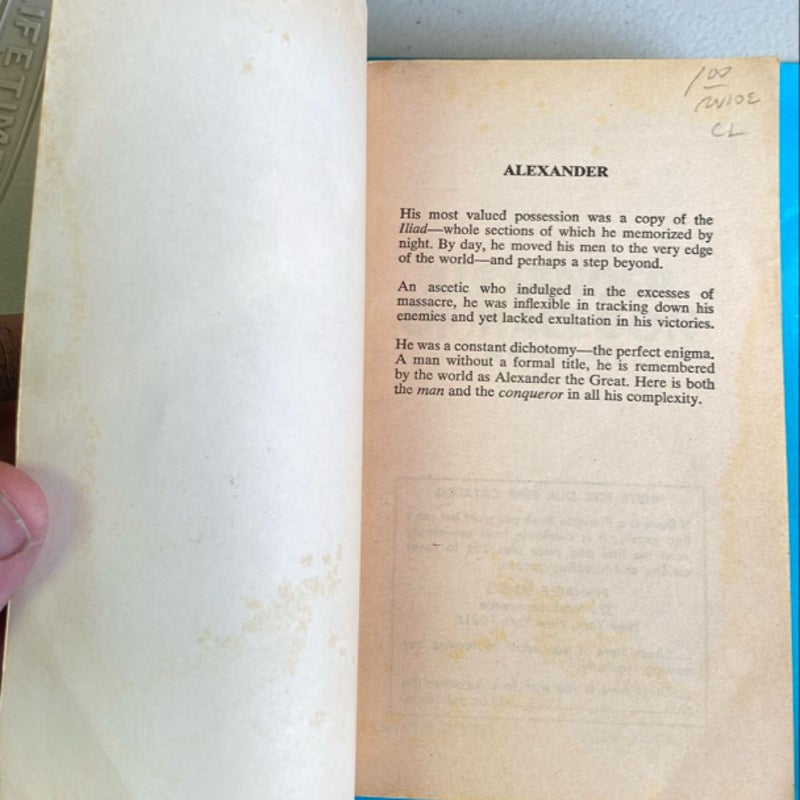 IFETIM
1 00
CL
ALEXANDER
His most valued possession was a copy of the
Iliad—whole sections of which he memorized by
night. By day, he moved his men to the very edge
of the world—and perhaps a step beyond.
An ascetic who indulged in the excesses of
massacre, he was inflexible in tracking down his
enemies and yet lacked exultation in his victories.
He was a constant dichotomy—the perfect enigma.
A man without a formal title, he is remembered
by the world as Alexander the Great. Here is both
the man and the conqueror in all his complexity.